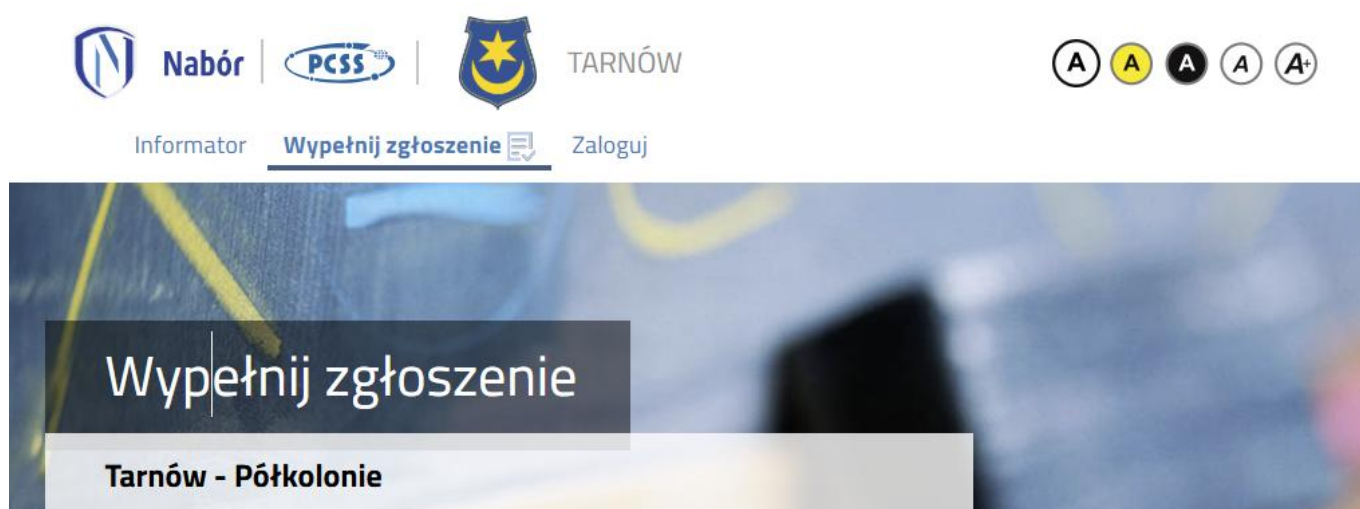 Nabór PCSS TARNÓW A A A A A+
Informator Wypełnij zgłoszenie Zaloguj
Wypełnij zgłoszenie
Tarnów - Półkolonie